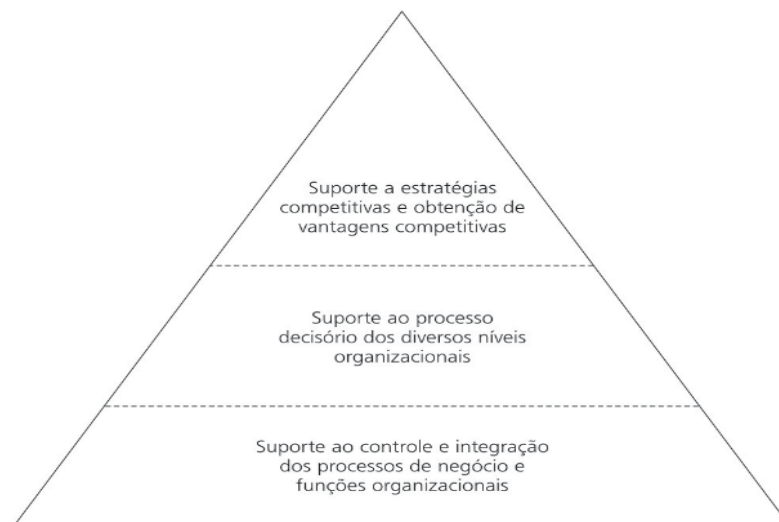 Suporte a estratégias
competitivas e obtenção de
vantagens competitivas
Suporte ao processo
decisório dos diversos níveis
organizacionais
Suporte ao controle e integração
dos processos de negócio e
funções organizacionais